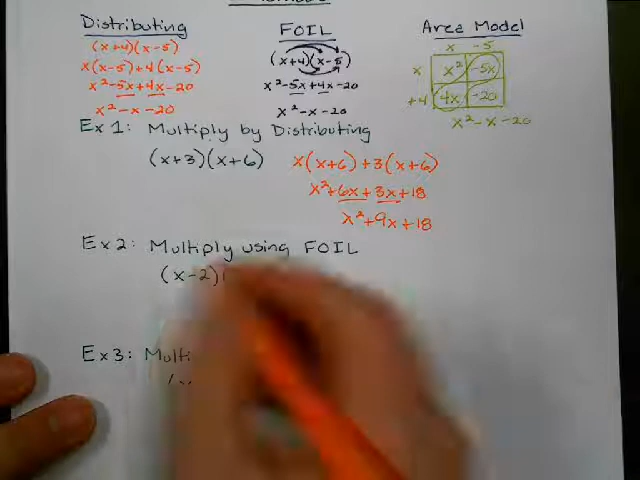 Distributing
(x+4)(x-5)
x(x-5)+4(x-5)
x²-5x+4x-20
x²-x-20
FOIL
(x+4)(x-5)
x²-5x+4x-20
x²-x-20
Area Model
x -5
x x² -5x
+4 4x -20
x²-x-20
Ex 1: Multiply by Distributing
(x+3)(x+6) x(x+6)+3(x+6)
x²+6x+3x+18
x²+9x+18
Ex 2: Multiply using FOIL
(x-2)(
Ex 3: